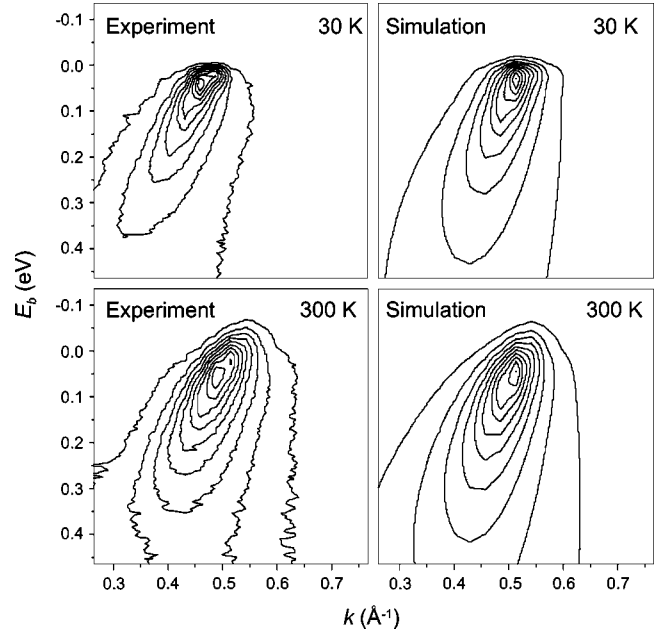 Experiment 30 K
Simulation 30 K
-0.1
0.0
0.1
0.2
0.3
0.4
Experiment 300 K
Simulation 300 K
-0.1
0.0
0.1
0.2
0.3
0.4
E_b (eV)
0.3 0.4 0.5 0.6 0.7
0.3 0.4 0.5 0.6 0.7
k (Å⁻¹)